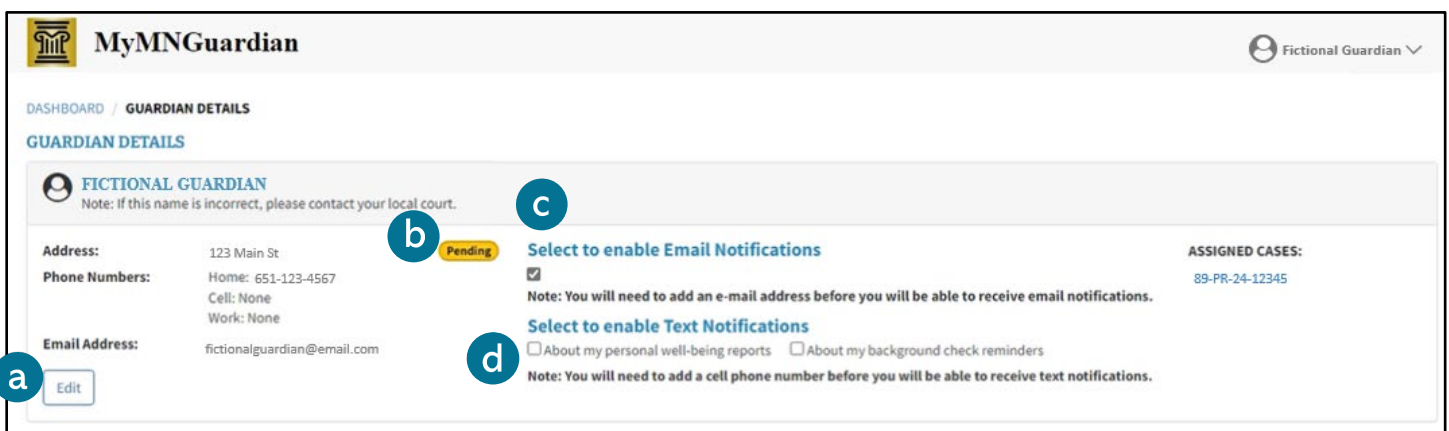 MyMNGuardian
Fictional Guardian
DASHBOARD / GUARDIAN DETAILS
GUARDIAN DETAILS
FICTIONAL GUARDIAN
Note: If this name is incorrect, please contact your local court.
c
b
Address: 123 Main St Pending
Phone Numbers: Home: 651-123-4567
Cell: None
Work: None
Email Address: fictionalguardian@email.com
a
Edit
Select to enable Email Notifications
Note: You will need to add an e-mail address before you will be able to receive email notifications.
Select to enable Text Notifications
d
About my personal well-being reports About my background check reminders
Note: You will need to add a cell phone number before you will be able to receive text notifications.
ASSIGNED CASES:
89-PR-24-12345